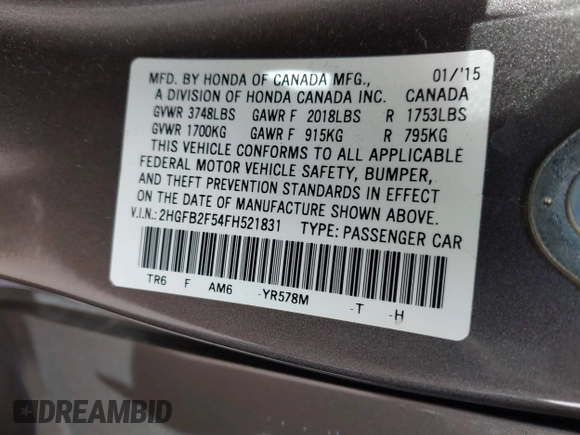 MFD. BY HONDA OF CANADA MFG., 01/'15
A DIVISION OF HONDA CANADA INC. CANADA
GVWR 3748LBS GAWR F 2018LBS R 1753LBS
GVWR 1700KG GAWR F 915KG R 795KG
THIS VEHICLE CONFORMS TO ALL APPLICABLE
FEDERAL MOTOR VEHICLE SAFETY, BUMPER,
AND THEFT PREVENTION STANDARDS IN EFFECT
ON THE DATE OF MANUFACTURE SHOWN ABOVE.
V.I.N.: 2HGFB2F54FH521831 TYPE: PASSENGER CAR
TR6 F AM6 -YR578M -T -H
DREAMBID